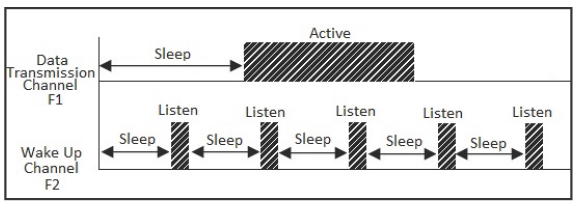 Active
Sleep
Data
Transmission
Channel
F1
Listen Listen Listen Listen Listen
Sleep Sleep Sleep Sleep Sleep
Wake Up
Channel
F2